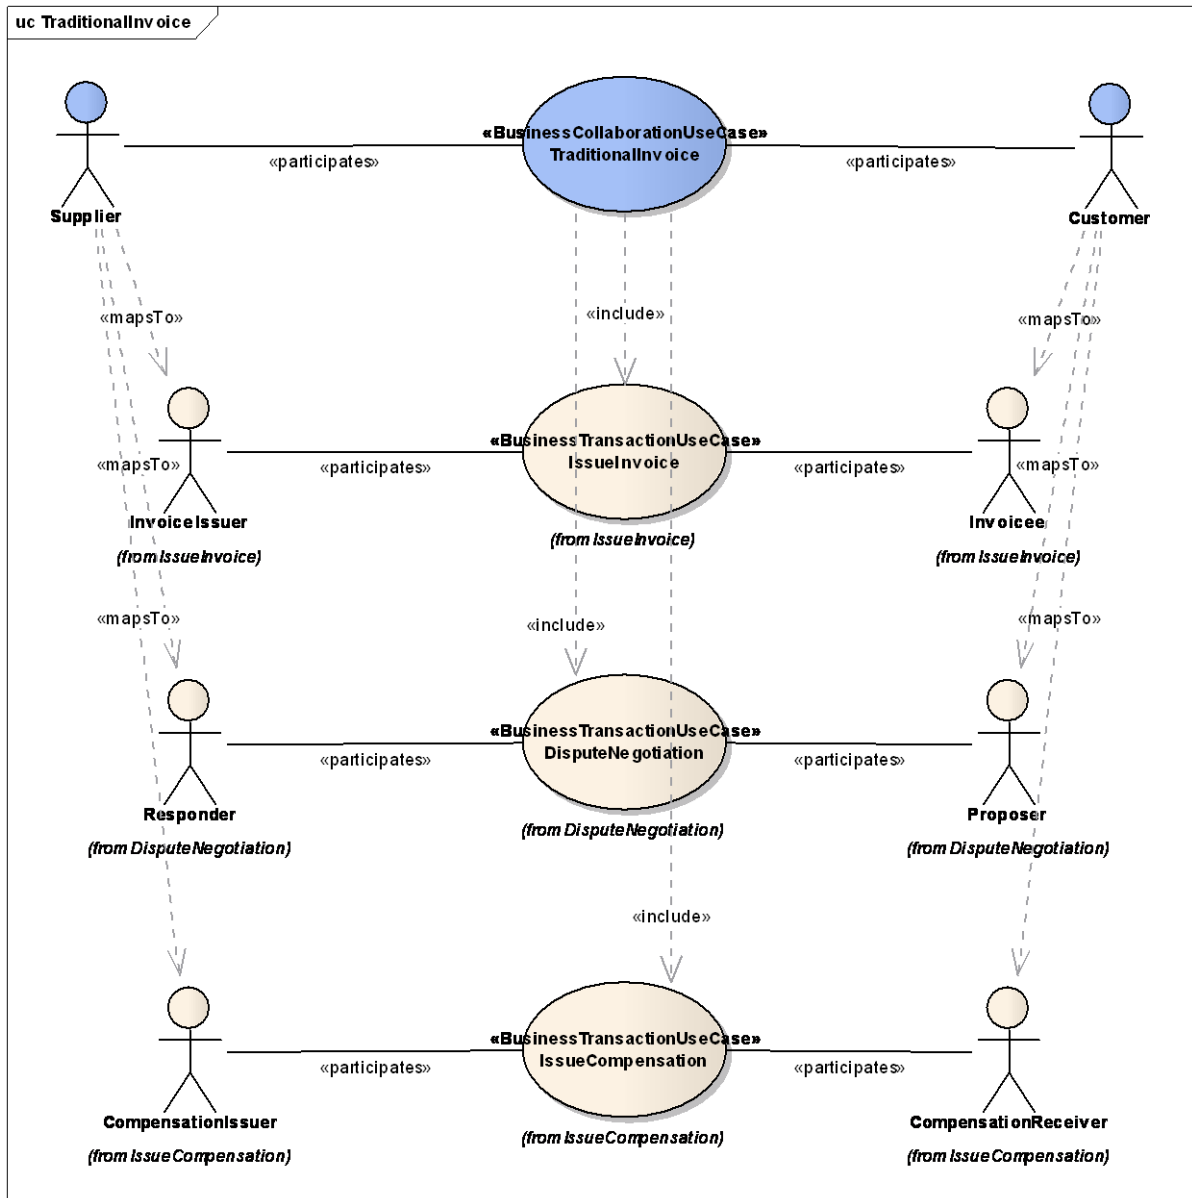 uc TraditionalInvoice
«BusinessCollaborationUseCase»
TraditionalInvoice
«participates»
«participates»
Supplier
Customer
«mapsTo»
«include»
«mapsTo»
«BusinessTransactionUseCase»
IssueInvoice
«mapsTo»
«participates»
«participates»
«mapsTo»
InvoiceIssuer
Invoicee
(from IssueInvoice)
(from IssueInvoice)
(from IssueInvoice)
«mapsTo»
«include»
«mapsTo»
«BusinessTransactionUseCase»
DisputeNegotiation
«participates»
«participates»
Responder
Proposer
(from DisputeNegotiation)
(from DisputeNegotiation)
(from DisputeNegotiation)
«include»
«BusinessTransactionUseCase»
IssueCompensation
«participates»
«participates»
CompensationIssuer
CompensationReceiver
(from IssueCompensation)
(from IssueCompensation)
(from IssueCompensation)